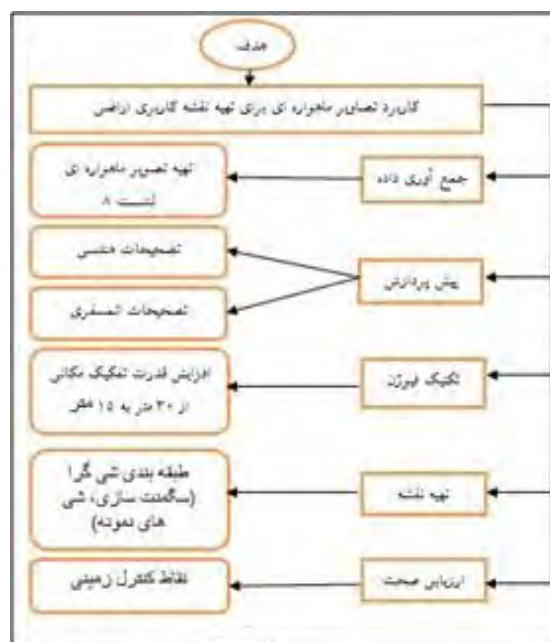 هدف
کاربرد تصاویر ماهواره ای برای تهیه نقشه کاربری اراضی
جمع آوری داده
تهیه تصویر ماهواره ای
لندست ۸
پیش پردازش
تصحیحات هندسی
تصحیحات اتمسفری
تکنیک فیوژن
افزایش قدرت تفکیک مکانی
از ۳۰ متر به ۱۵ متر
تهیه نقشه
طبقه بندی شی گرا
(سگمنت سازی، شی
های نمونه)
ارزیابی صحت
نقاط کنترل زمینی